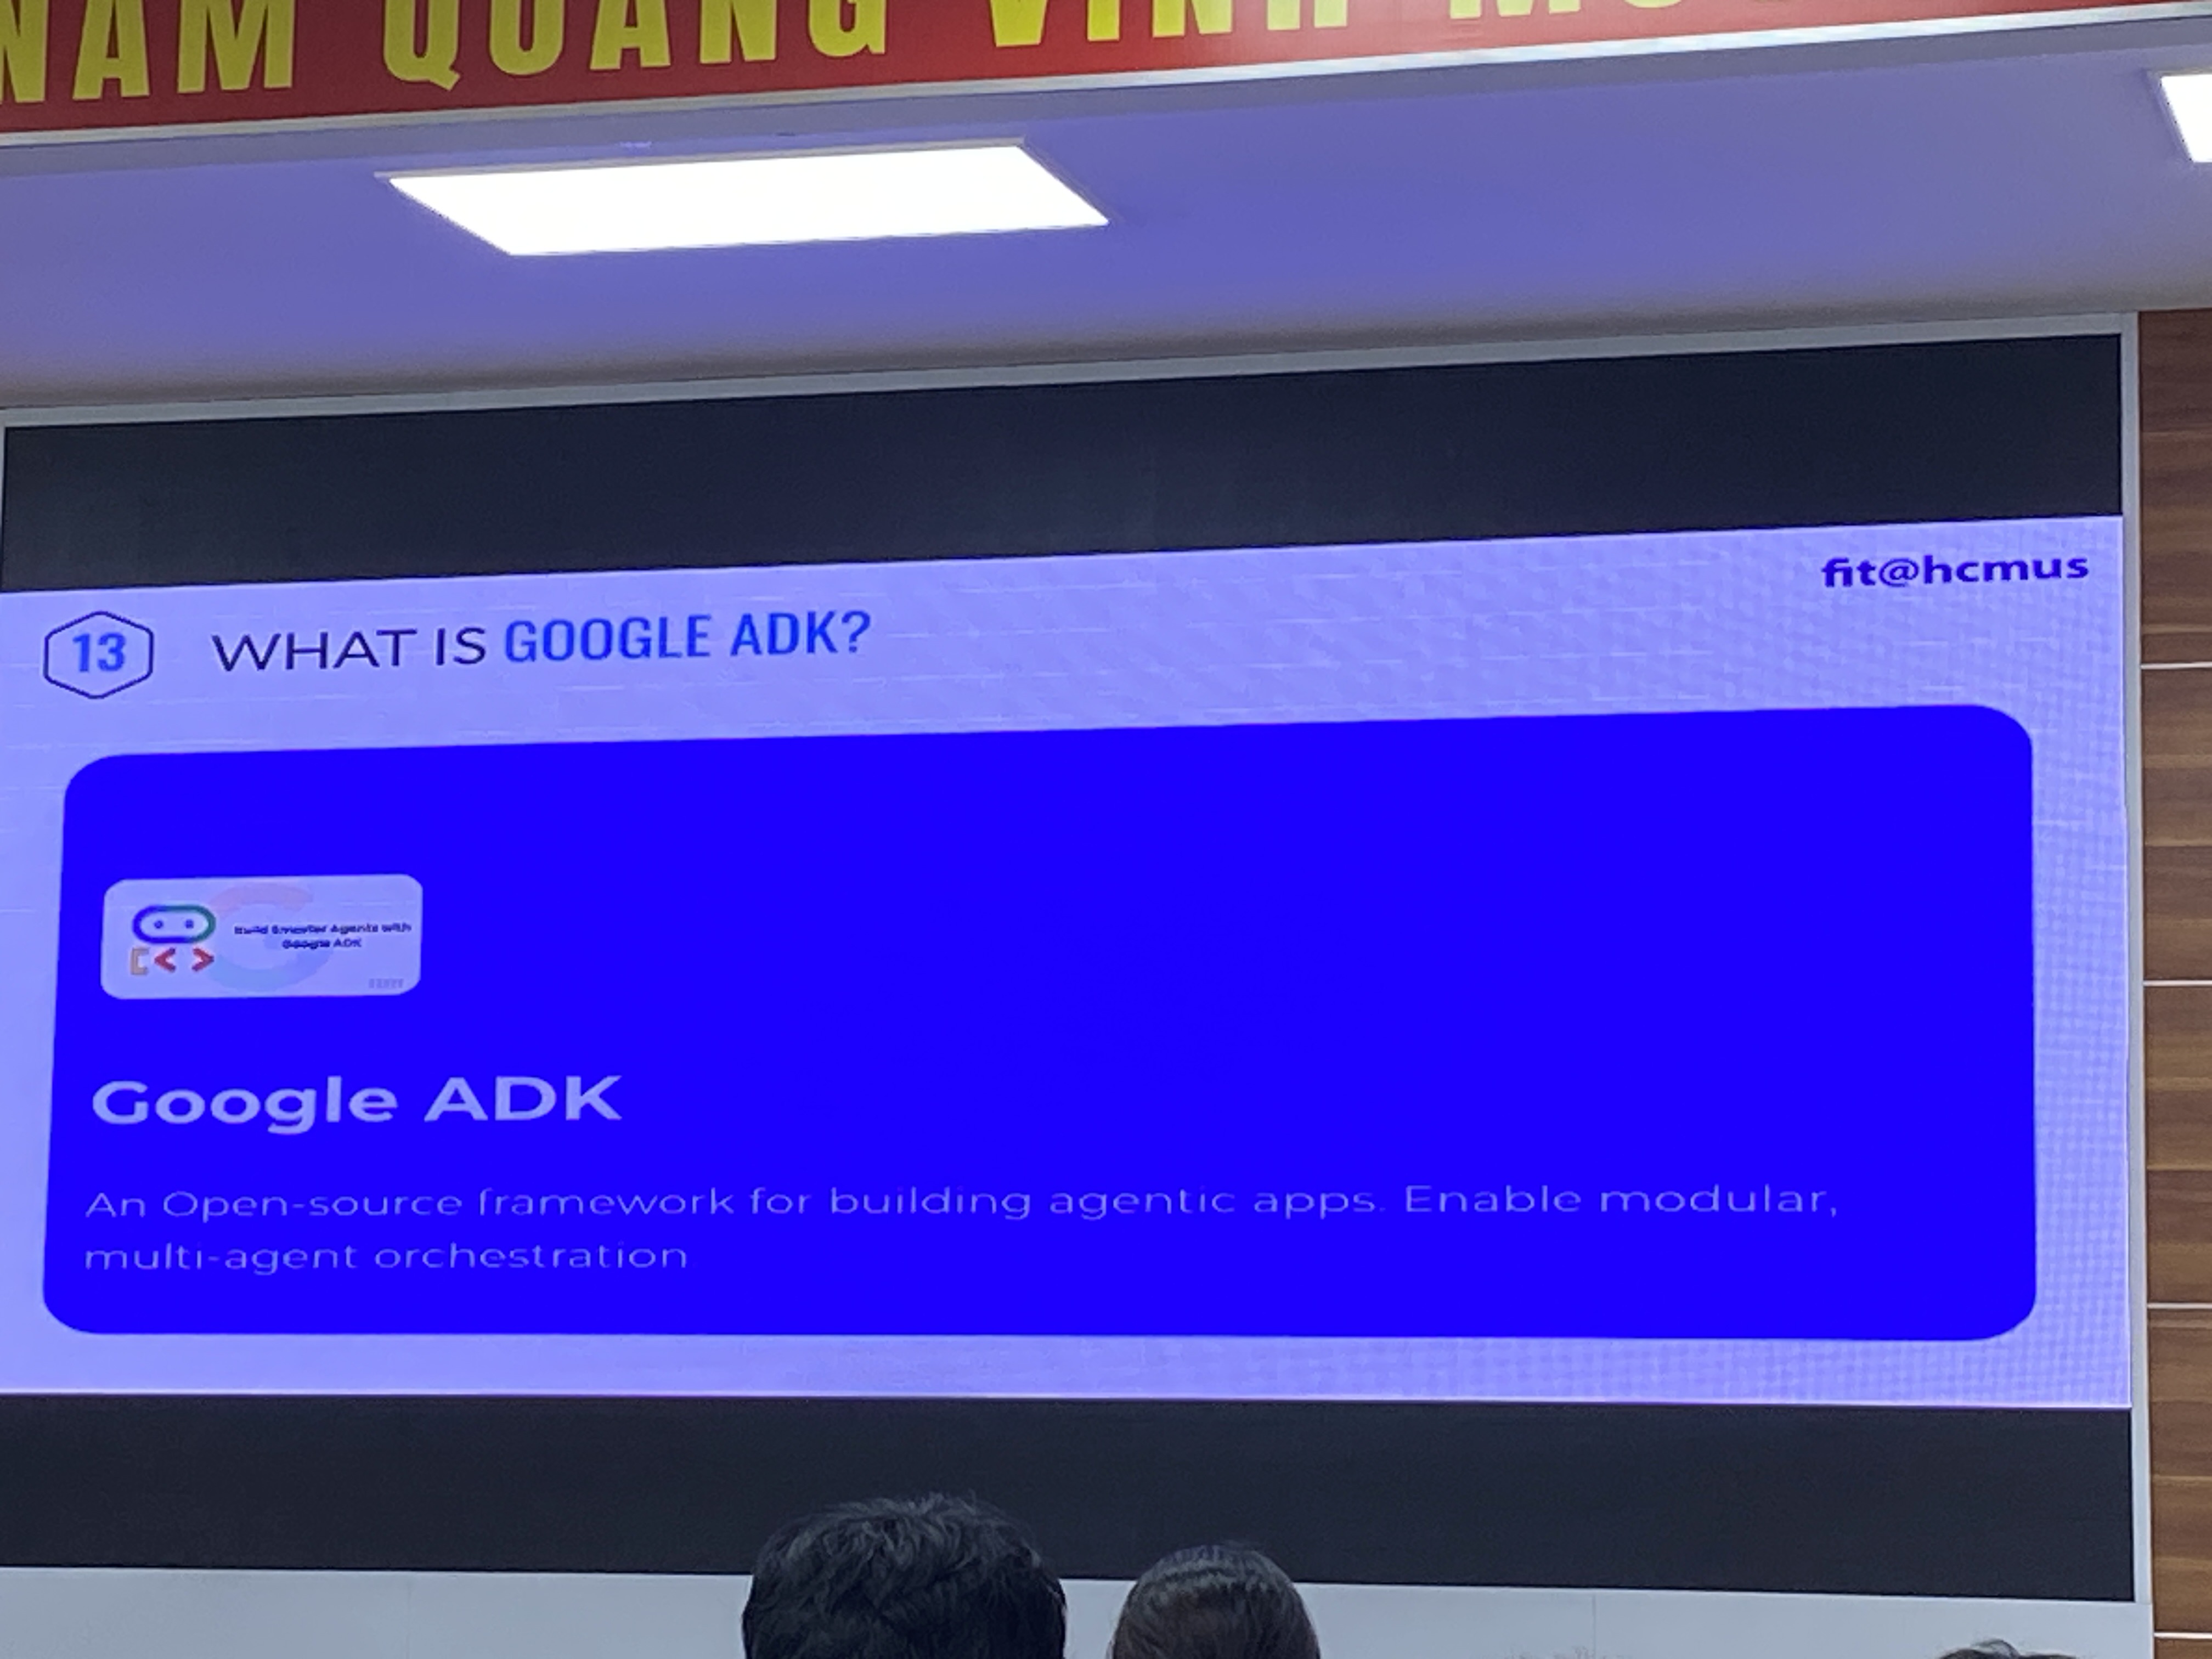 NAM QUANG VINH MU
fit@hcmus
13 WHAT IS GOOGLE ADK?
Build Smarter Agents with
Google ADK
Google ADK
An Open-source framework for building agentic apps. Enable modular,
multi-agent orchestration